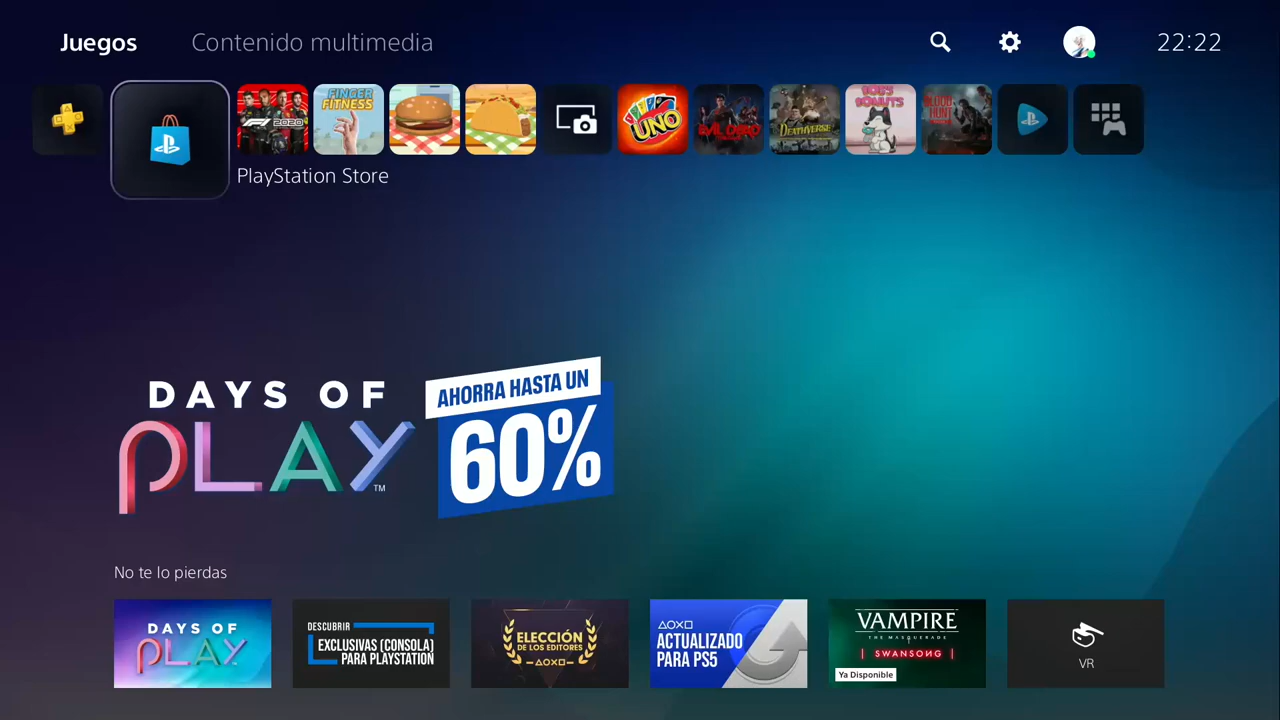 Juegos
Contenido multimedia
22:22
F1 2020
FINGER
FITNESS
UNO
EVIL DEAD
DEATHVERSE
DONUTS
BLOOD
HUNT
PlayStation Store
DAYS OF
PLAY™
AHORRA HASTA UN
60%
No te lo pierdas
DAYS OF
PLAY
DESCUBRIR
EXCLUSIVAS (CONSOLA)
PARA PLAYSTATION
ELECCIÓN
DE LOS EDITORES
ACTUALIZADO
PARA PS5
VAMPIRE
THE MASQUERADE
SWANSONG
Ya Disponible
VR